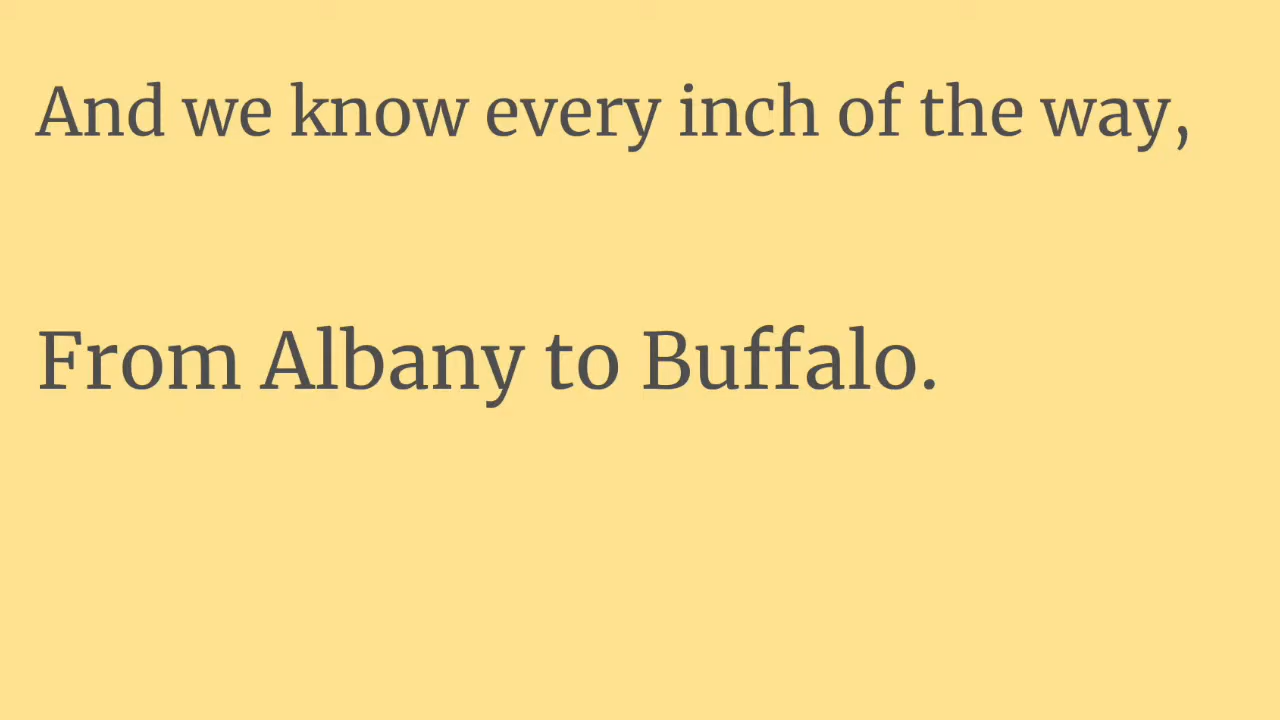 And we know every inch of the way,
From Albany to Buffalo.